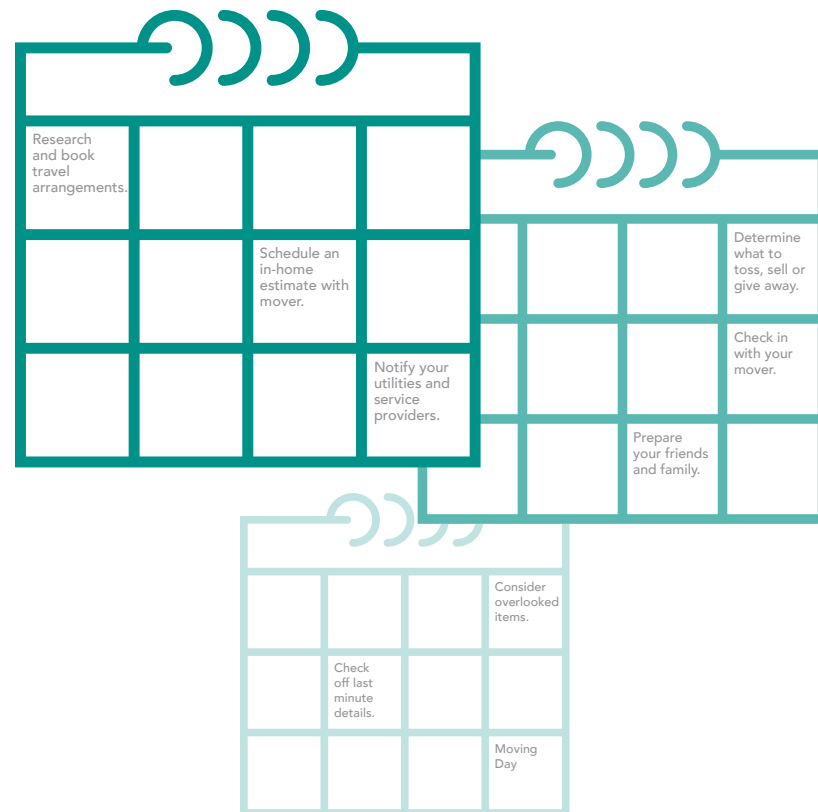 Research
and book
travel
arrangements.
Schedule an
in-home
estimate with
mover.
Notify your
utilities and
service
providers.
Determine
what to
toss, sell or
give away.
Check in
with your
mover.
Prepare
your friends
and family.
Consider
overlooked
items.
Check
off last
minute
details.
Moving
Day